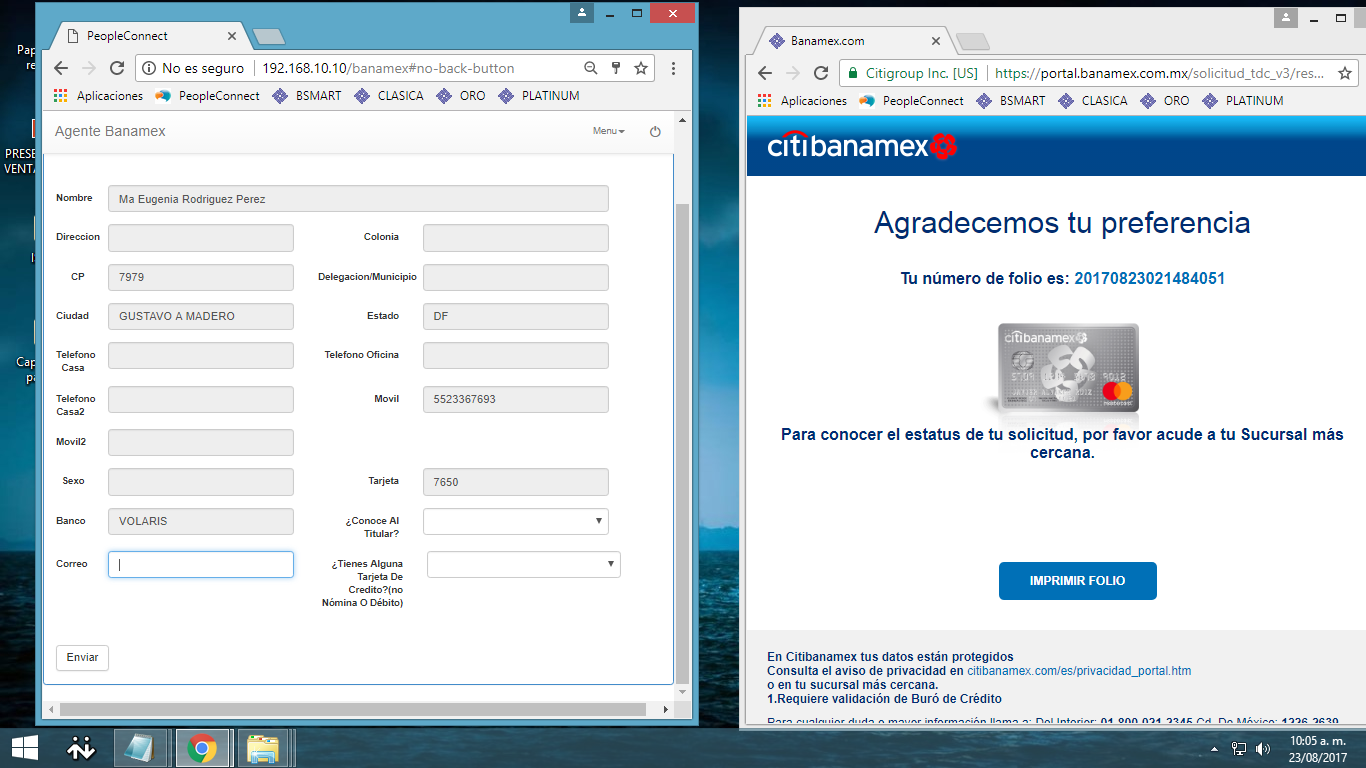 Pap
re
PRESE
VENTA
Cap
pa
PeopleConnect
No es seguro
192.168.10.10/banamex#no-back-button
Aplicaciones
PeopleConnect
BSMART
CLASICA
ORO
PLATINUM
Agente Banamex
Menu
Nombre
Ma Eugenia Rodriguez Perez
Direccion
Colonia
CP
7979
Delegacion/Municipio
Ciudad
GUSTAVO A MADERO
Estado
DF
Telefono
Casa
Telefono Oficina
Telefono
Casa2
Movil
5523367693
Movil2
Sexo
Tarjeta
7650
Banco
VOLARIS
¿Conoce Al
Titular?
Correo
¿Tienes Alguna
Tarjeta De
Credito?(no
Nómina O Débito)
Enviar
Banamex.com
Citigroup Inc. [US]
https://portal.banamex.com.mx/solicitud_tdc_v3/res...
Aplicaciones
PeopleConnect
BSMART
CLASICA
ORO
PLATINUM
citibanamex
Agradecemos tu preferencia
Tu número de folio es: 20170823021484051
citibanamex
Para conocer el estatus de tu solicitud, por favor acude a tu Sucursal más
cercana.
IMPRIMIR FOLIO
En Citibanamex tus datos están protegidos
Consulta el aviso de privacidad en citibanamex.com/es/privacidad_portal.htm
o en tu sucursal más cercana.
1.Requiere validación de Buró de Crédito
Para cualquier duda o mayor información llama a: Del Interior: 01 800 021 2345 Cd. De México: 1226 2639
10:05 a. m.
23/08/2017